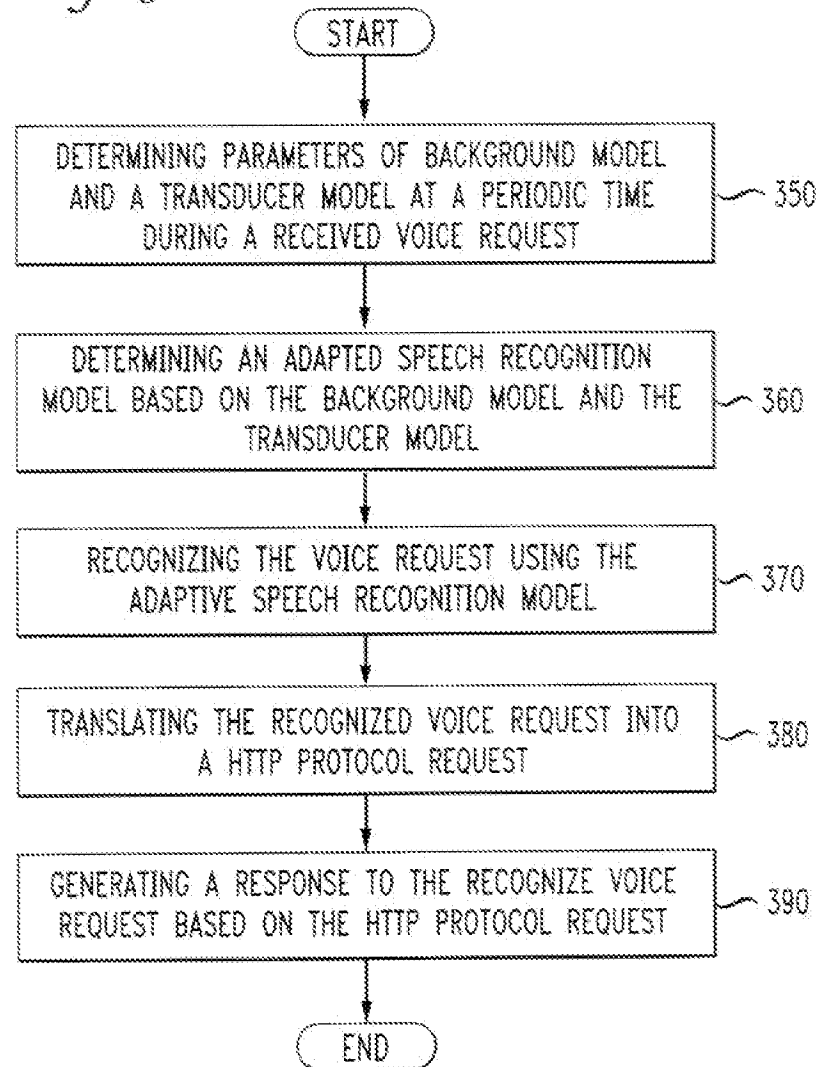 START
DETERMINING PARAMETERS OF BACKGROUND MODEL
AND A TRANSDUCER MODEL AT A PERIODIC TIME
DURING A RECEIVED VOICE REQUEST
350
DETERMINING AN ADAPTED SPEECH RECOGNITION
MODEL BASED ON THE BACKGROUND MODEL AND THE
TRANSDUCER MODEL
360
RECOGNIZING THE VOICE REQUEST USING THE
ADAPTIVE SPEECH RECOGNITION MODEL
370
TRANSLATING THE RECOGNIZED VOICE REQUEST INTO
A HTTP PROTOCOL REQUEST
380
GENERATING A RESPONSE TO THE RECOGNIZE VOICE
REQUEST BASED ON THE HTTP PROTOCOL REQUEST
390
END